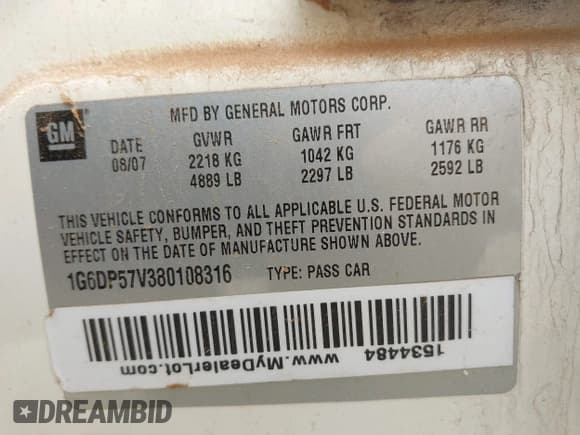 GM
MFD BY GENERAL MOTORS CORP.
DATE GVWR GAWR FRT GAWR RR
08/07 2218 KG 1042 KG 1176 KG
4889 LB 2297 LB 2592 LB
THIS VEHICLE CONFORMS TO ALL APPLICABLE U.S. FEDERAL MOTOR
VEHICLE SAFETY, BUMPER, AND THEFT PREVENTION STANDARDS IN
EFFECT ON THE DATE OF MANUFACTURE SHOWN ABOVE.
1G6DP57V380108316 TYPE: PASS CAR
1534484
www.MyDealerLot.com
DREAMBID